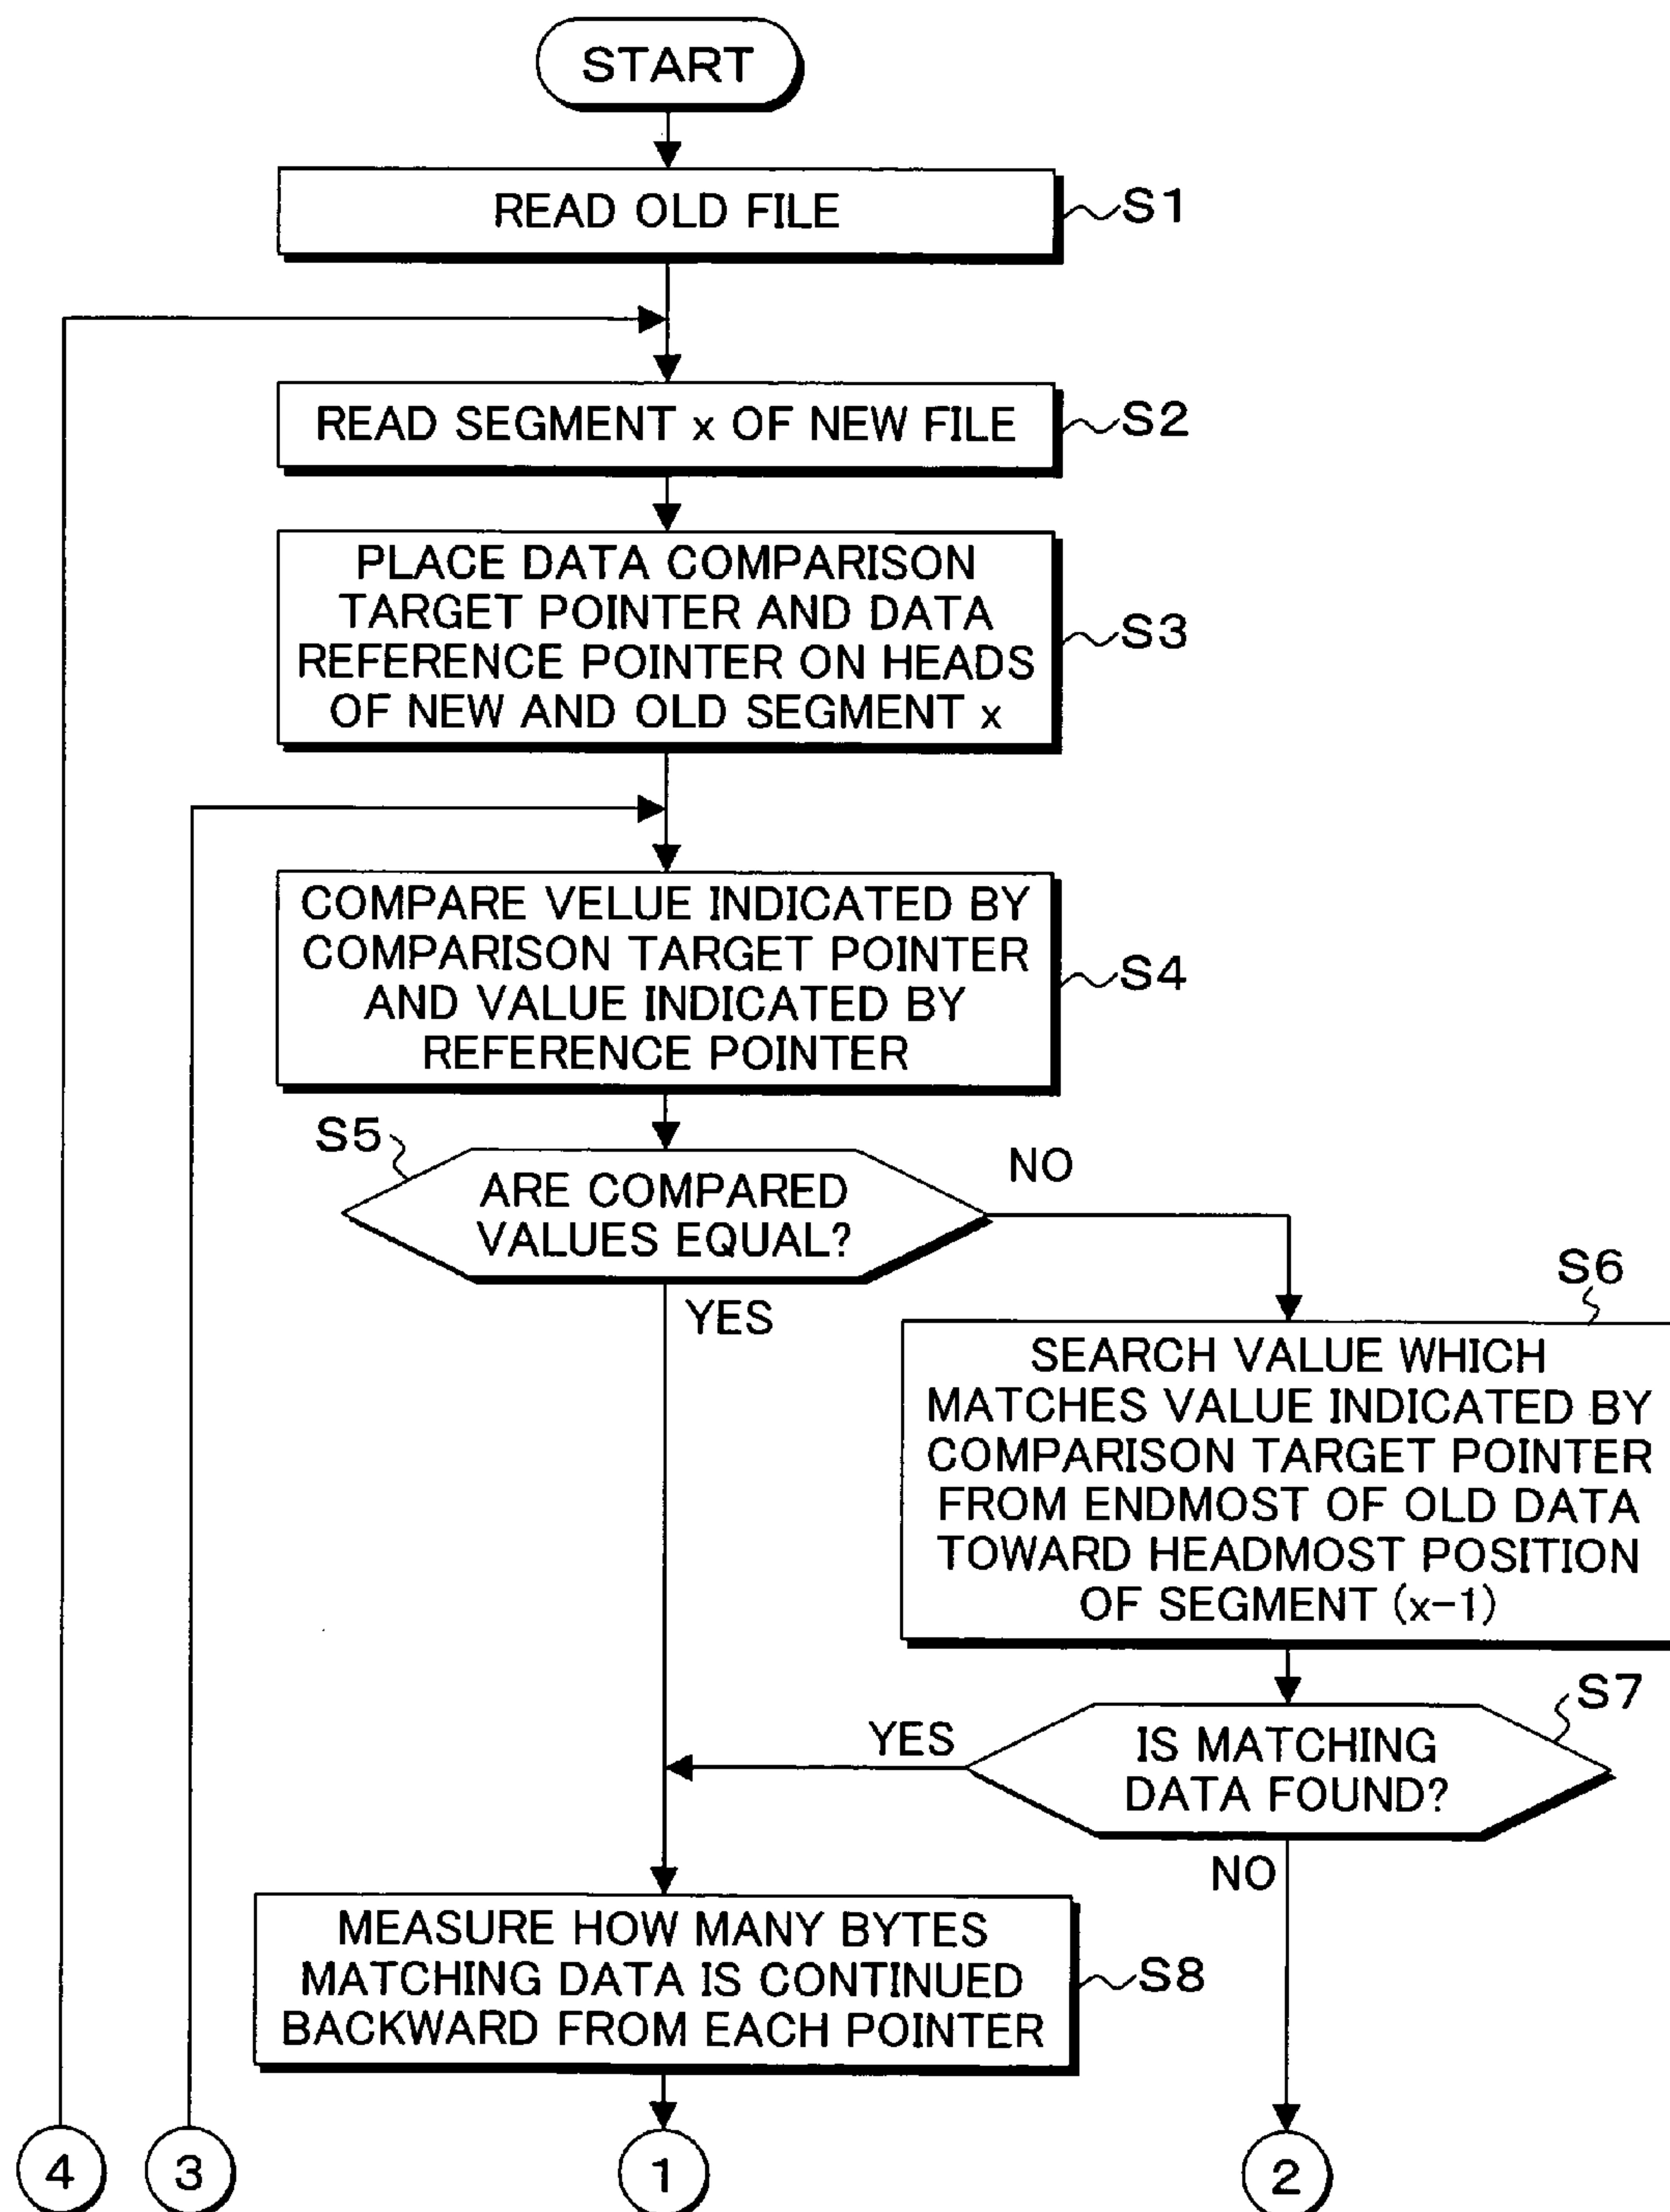 START
READ OLD FILE
S1
READ SEGMENT x OF NEW FILE
S2
PLACE DATA COMPARISON
TARGET POINTER AND DATA
REFERENCE POINTER ON HEADS
OF NEW AND OLD SEGMENT x
S3
COMPARE VELUE INDICATED BY
COMPARISON TARGET POINTER
AND VALUE INDICATED BY
REFERENCE POINTER
S4
S5
ARE COMPARED
VALUES EQUAL?
NO
YES
S6
SEARCH VALUE WHICH
MATCHES VALUE INDICATED BY
COMPARISON TARGET POINTER
FROM ENDMOST OF OLD DATA
TOWARD HEADMOST POSITION
OF SEGMENT (x-1)
S7
IS MATCHING
DATA FOUND?
YES
NO
MEASURE HOW MANY BYTES
MATCHING DATA IS CONTINUED
BACKWARD FROM EACH POINTER
S8
4
3
1
2